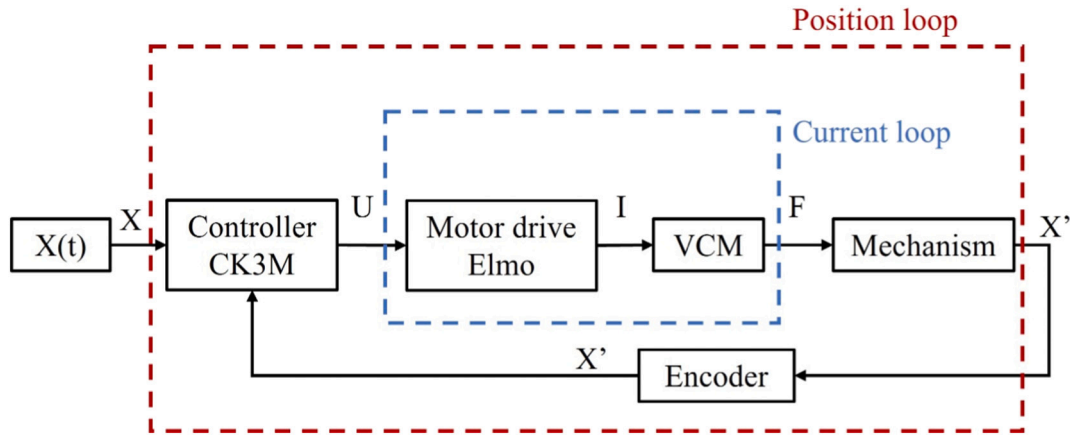 Position loop
Current loop
X(t)
X
Controller
CK3M
U
Motor drive
Elmo
I
VCM
F
Mechanism
X’
X’
Encoder